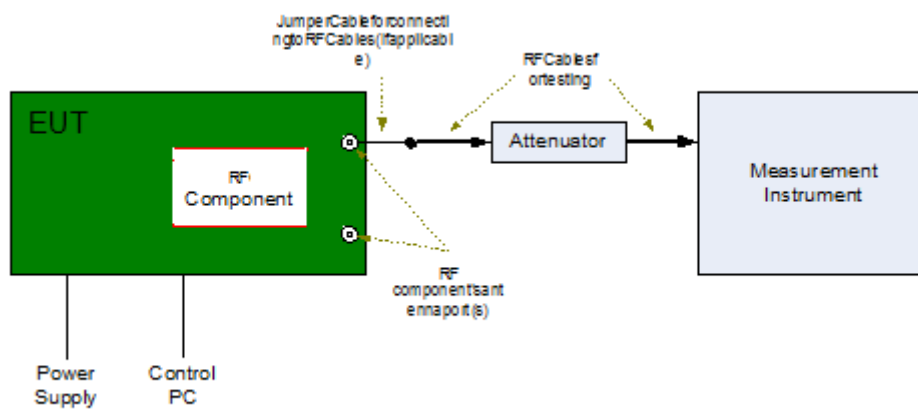 JumperCableforconnecti
ngtoRFCables(ifapplicabl
e)
RFCablesf
ortesting
EUT
RF
Component
Attenuator
Measurement
Instrument
RF
component'sant
ennaport(s)
Power
Supply
Control
PC